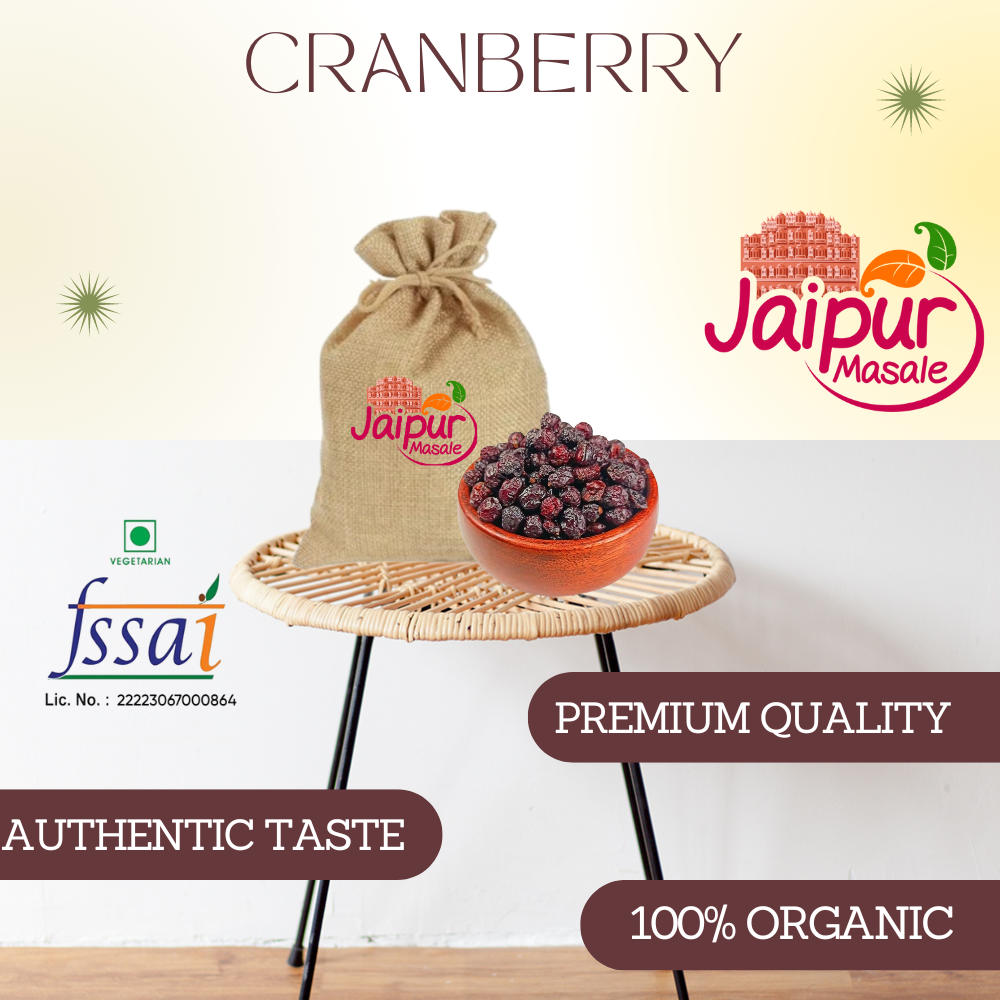 CRANBERRY
Jaipur
Masale
Jaipur
Masale
VEGETARIAN
fssai
Lic. No. : 22223067000864
PREMIUM QUALITY
AUTHENTIC TASTE
100% ORGANIC